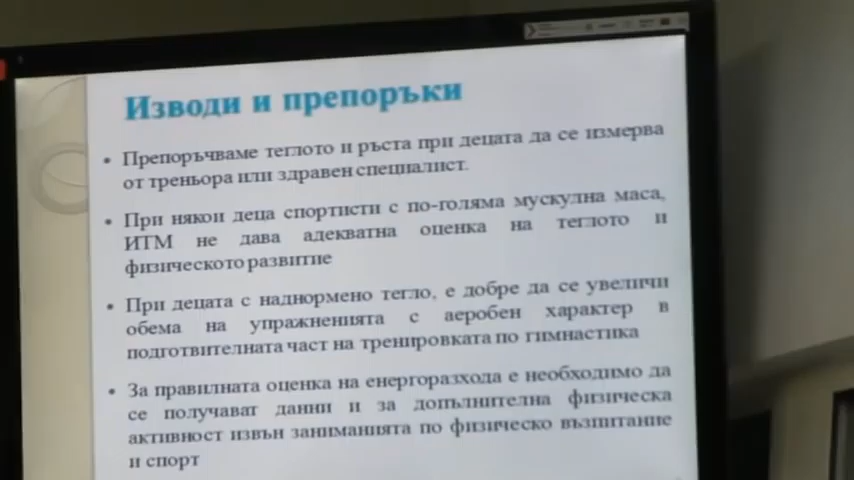 Изводи и препоръки
• Препоръчваме теглото и ръста при децата да се измерва
от треньора или здравен специалист.
• При някои деца спортисти с по-голяма мускулна маса,
ИТМ не дава адекватна оценка на теглото и
физическото развитие
• При децата с наднормено тегло, е добре да се увеличи
обема на упражненията с аеробен характер в
подготвителната част на тренировката по гимнастика
• За правилната оценка на енергоразхода е необходимо да
се получават данни и за допълнителна физическа
активност извън заниманията по физическо възпитание
и спорт